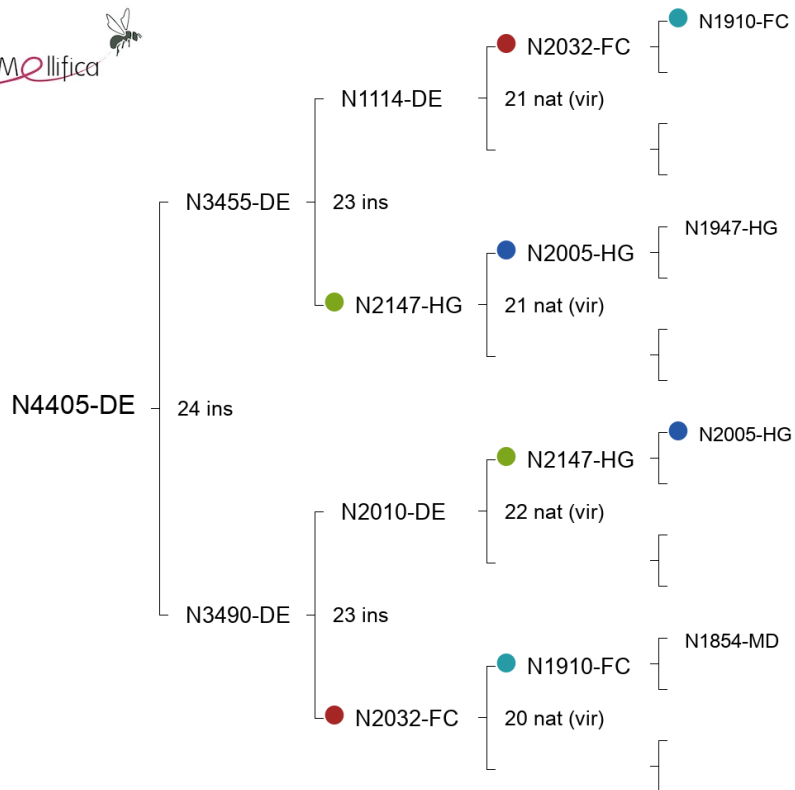 Mellifica
N1910-FC
N2032-FC
N1114-DE
21 nat (vir)
N3455-DE
23 ins
N1947-HG
N2005-HG
N2147-HG
21 nat (vir)
N4405-DE
24 ins
N2005-HG
N2147-HG
N2010-DE
22 nat (vir)
N3490-DE
23 ins
N1854-MD
N1910-FC
N2032-FC
20 nat (vir)